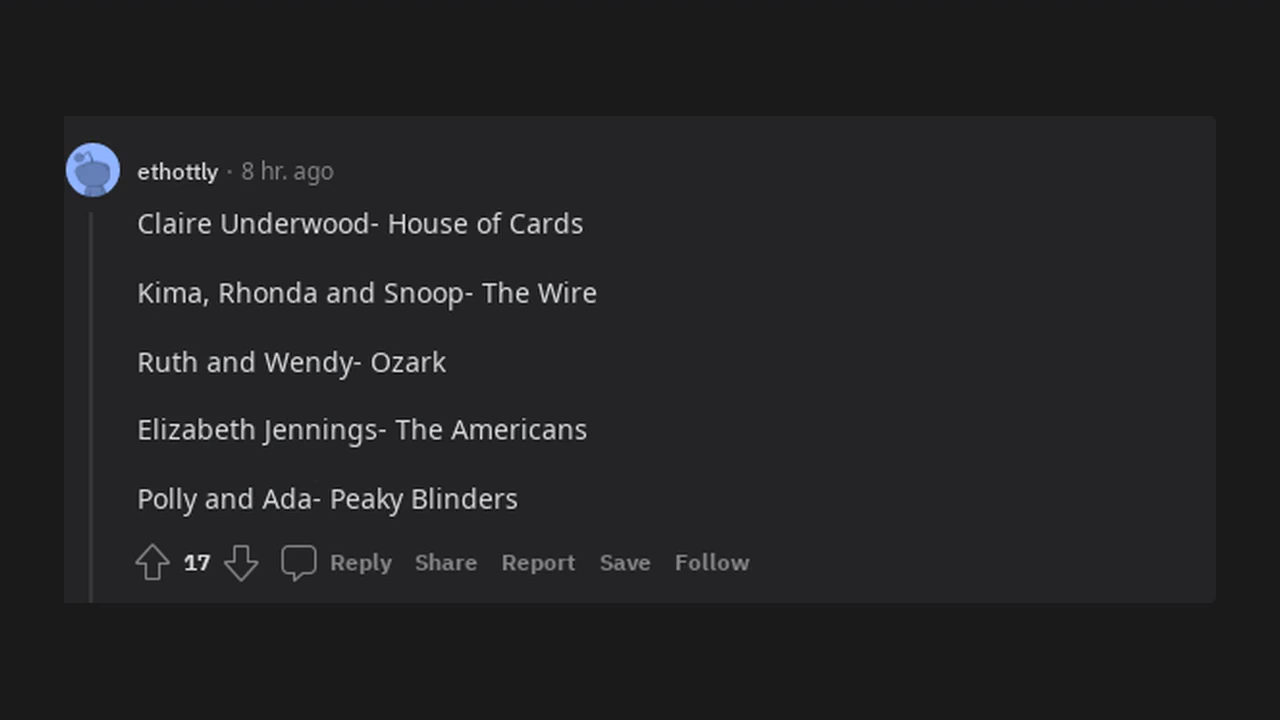 ethottly · 8 hr. ago
Claire Underwood- House of Cards
Kima, Rhonda and Snoop- The Wire
Ruth and Wendy- Ozark
Elizabeth Jennings- The Americans
Polly and Ada- Peaky Blinders
17 Reply Share Report Save Follow